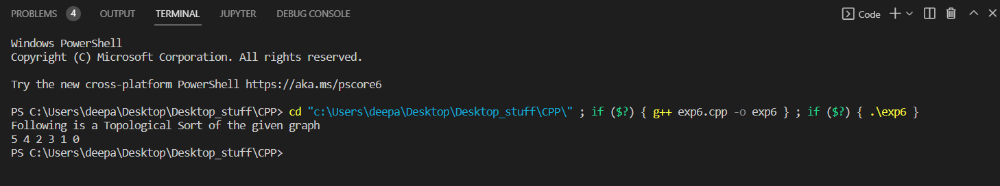 PROBLEMS 4 OUTPUT TERMINAL JUPYTER DEBUG CONSOLE Code
Windows PowerShell
Copyright (C) Microsoft Corporation. All rights reserved.
Try the new cross-platform PowerShell https://aka.ms/pscore6
PS C:\Users\deepa\Desktop\Desktop_stuff\CPP> cd "c:\Users\deepa\Desktop\Desktop_stuff\CPP\" ; if ($?) { g++ exp6.cpp -o exp6 } ; if ($?) { .\exp6 }
Following is a Topological Sort of the given graph
5 4 2 3 1 0
PS C:\Users\deepa\Desktop\Desktop_stuff\CPP>